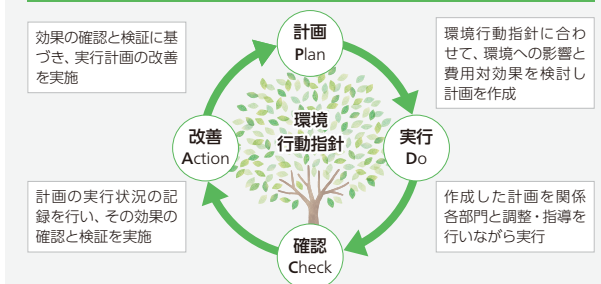 計画
Plan
環境行動指針に合わ
せて、環境への影響と
費用対効果を検討し
計画を作成
実行
Do
作成した計画を関係
各部門と調整・指導を
行いながら実行
確認
Check
計画の実行状況の記
録を行い、その効果の
確認と検証を実施
改善
Action
効果の確認と検証に基
づき、実行計画の改善
を実施
環境
行動指針